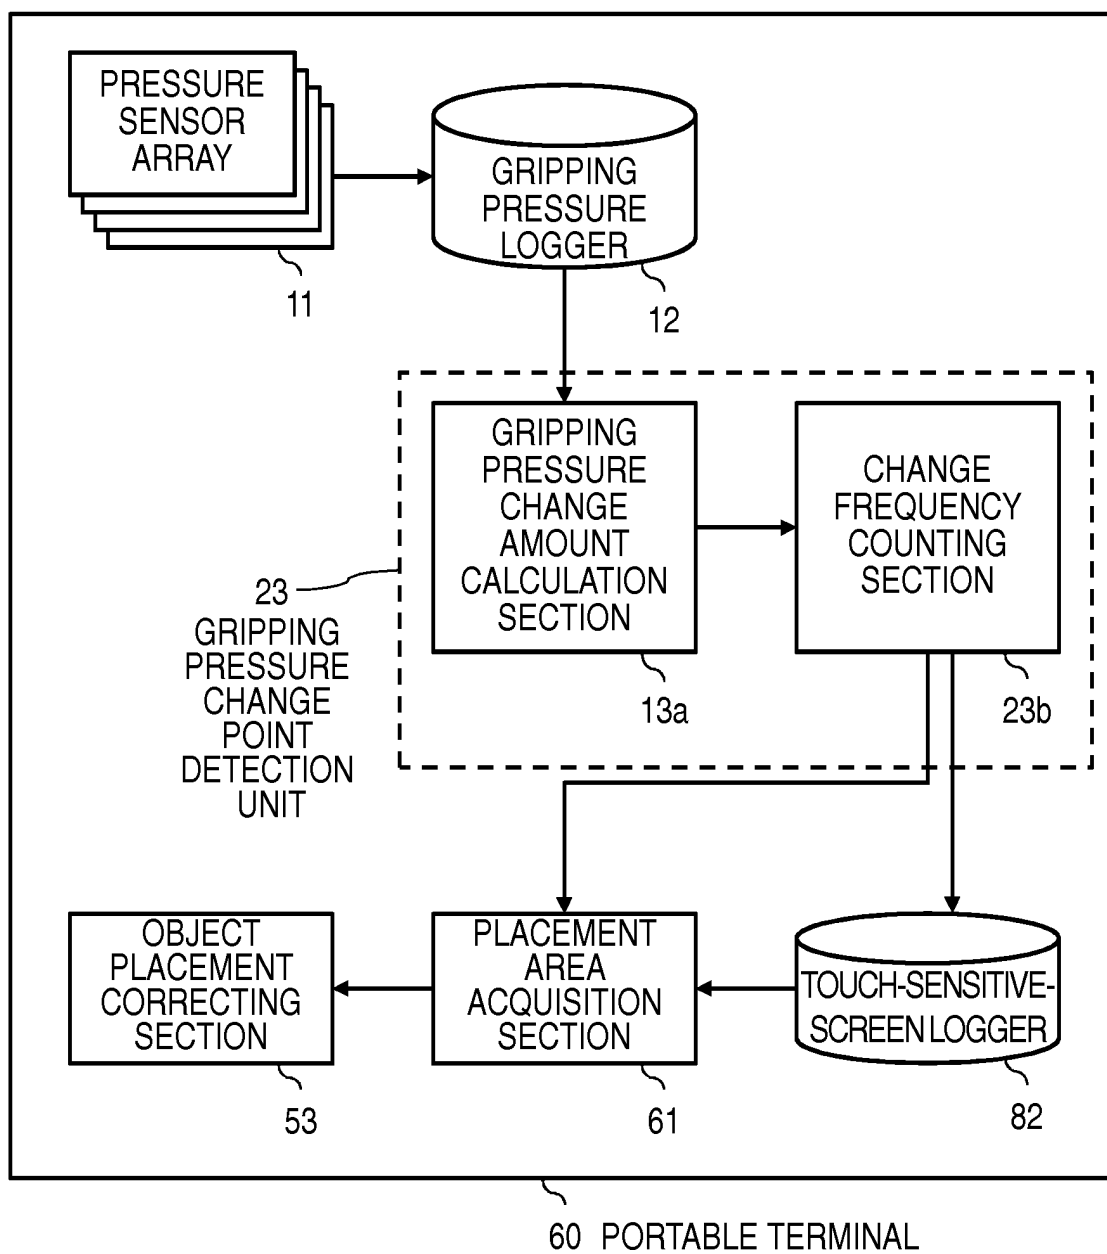 PRESSURE
SENSOR
ARRAY
11
GRIPPING
PRESSURE
LOGGER
12
GRIPPING
PRESSURE
CHANGE
AMOUNT
CALCULATION
SECTION
13a
CHANGE
FREQUENCY
COUNTING
SECTION
23b
23
GRIPPING
PRESSURE
CHANGE
POINT
DETECTION
UNIT
OBJECT
PLACEMENT
CORRECTING
SECTION
53
PLACEMENT
AREA
ACQUISITION
SECTION
61
TOUCH-SENSITIVE-
SCREEN LOGGER
82
60 PORTABLE TERMINAL